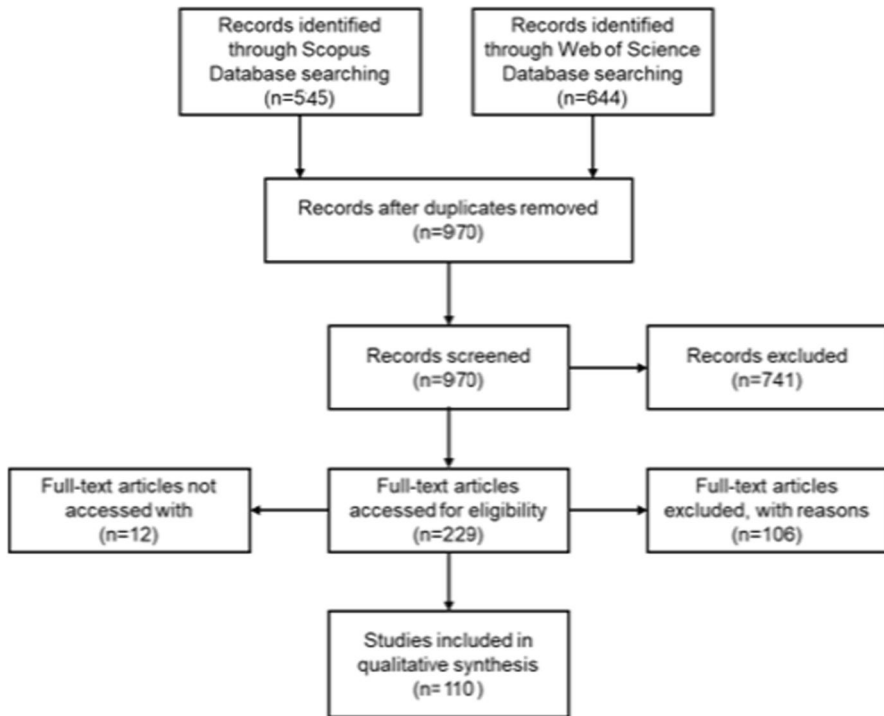 Records identified
through Scopus
Database searching
(n=545)
Records identified
through Web of Science
Database searching
(n=644)
Records after duplicates removed
(n=970)
Records screened
(n=970)
Records excluded
(n=741)
Full-text articles not
accessed with
(n=12)
Full-text articles
accessed for eligibility
(n=229)
Full-text articles
excluded, with reasons
(n=106)
Studies included in
qualitative synthesis
(n=110)